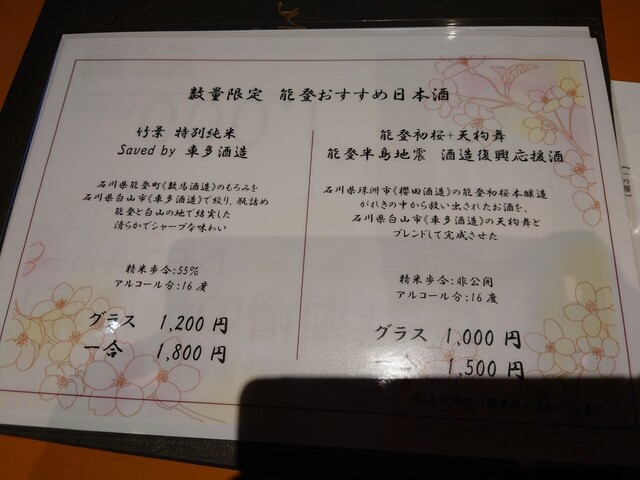 数量限定 能登おすすめ日本酒
竹葉 特別純米
Saved by 車多酒造
石川県能登町《数馬酒造》のもろみを
石川県白山市《車多酒造》で絞り、瓶詰め
能登と白山の地で結実した
清らかでシャープな味わい
精米歩合:55%
アルコール分:16度
グラス 1,200円
一合 1,800円
能登初桜+天狗舞
能登半島地震 酒造復興応援酒
石川県珠洲市《櫻田酒造》の能登初桜本醸造
がれきの中から救い出されたお酒を、
石川県白山市《車多酒造》の天狗舞と
ブレンドして完成させた
精米歩合:非公開
アルコール分:16度
グラス 1,000円
一合 1,500円